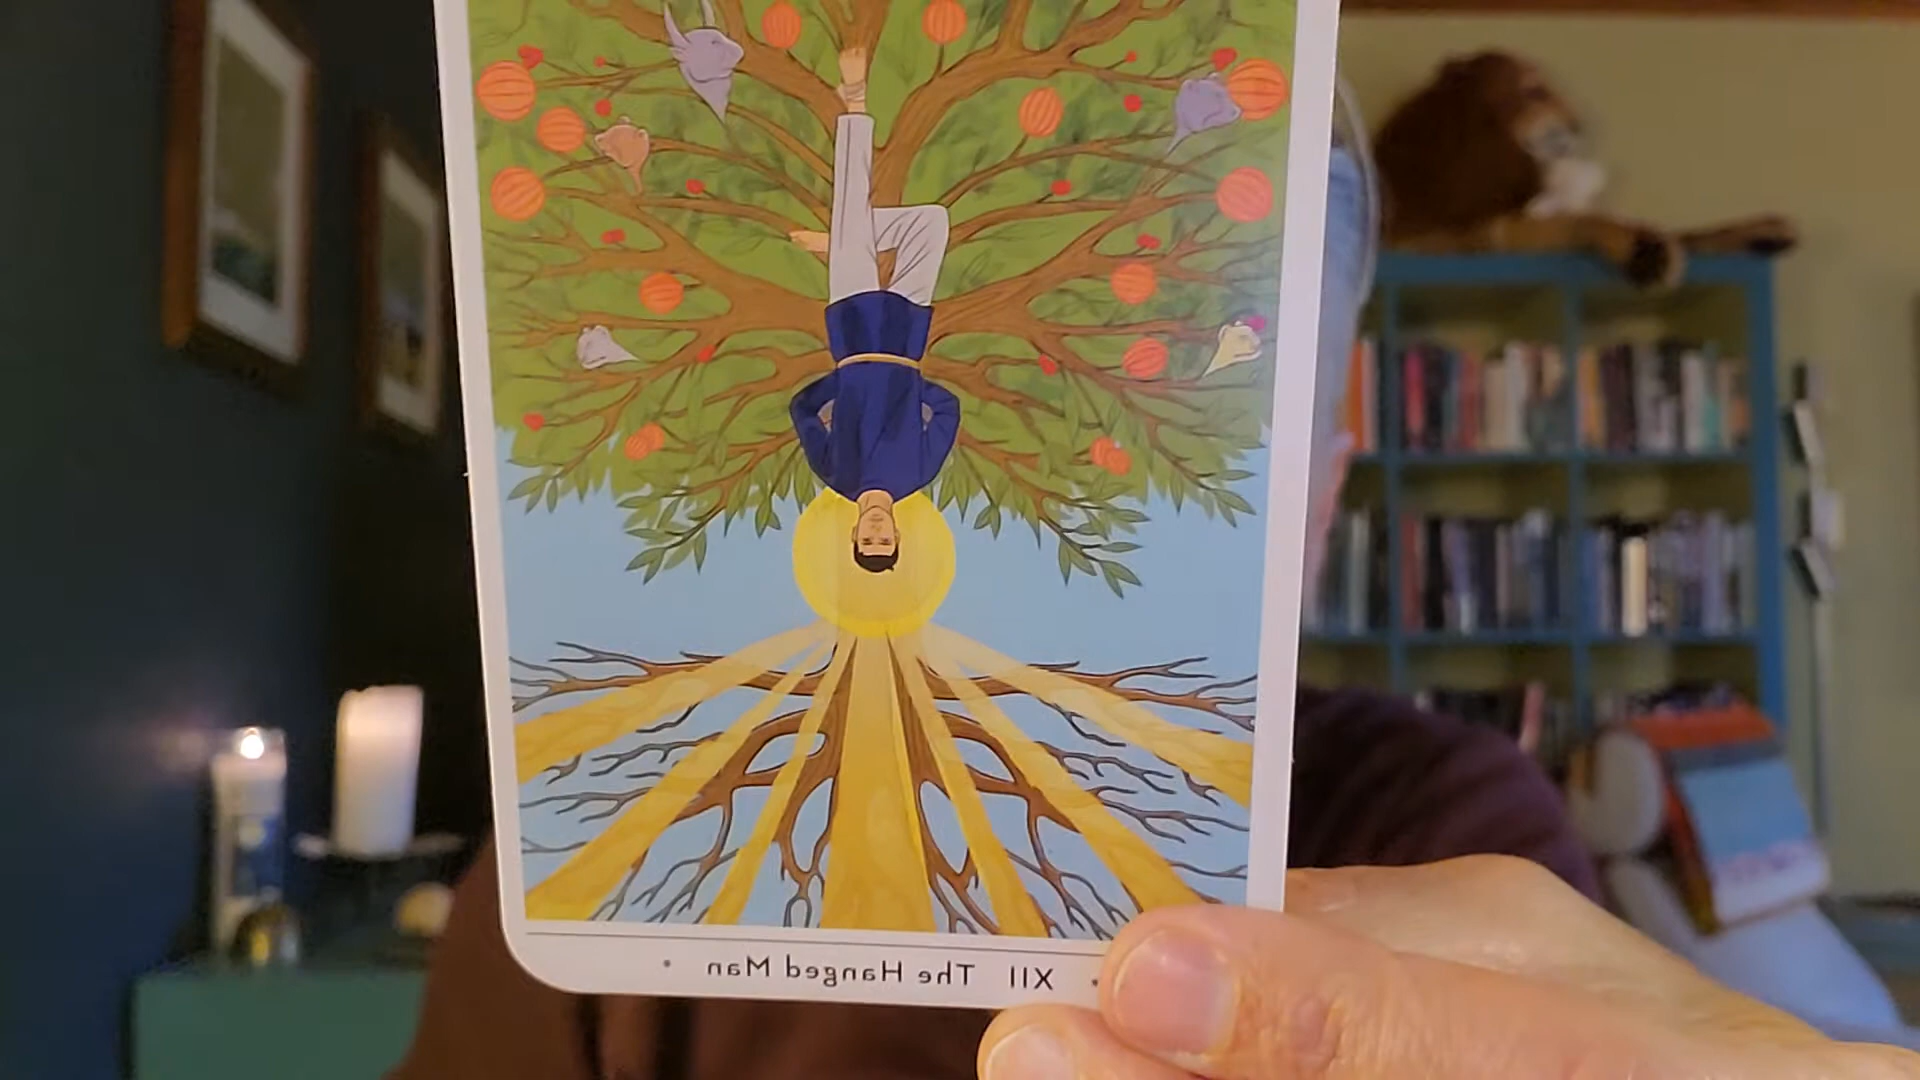 • XII The Hanged Man •